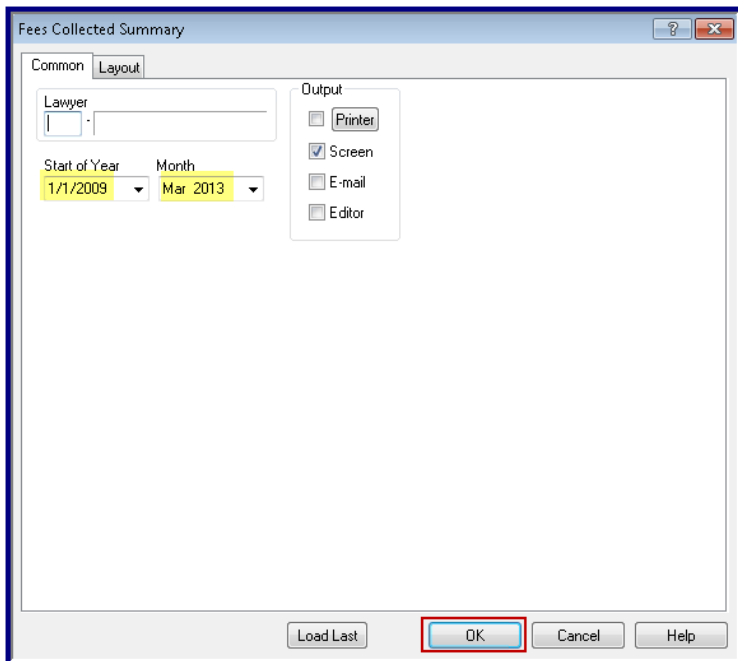 Fees Collected Summary
Common Layout
Lawyer
-
Start of Year Month
1/1/2009 Mar 2013
Output
Printer
Screen
E-mail
Editor
Load Last OK Cancel Help